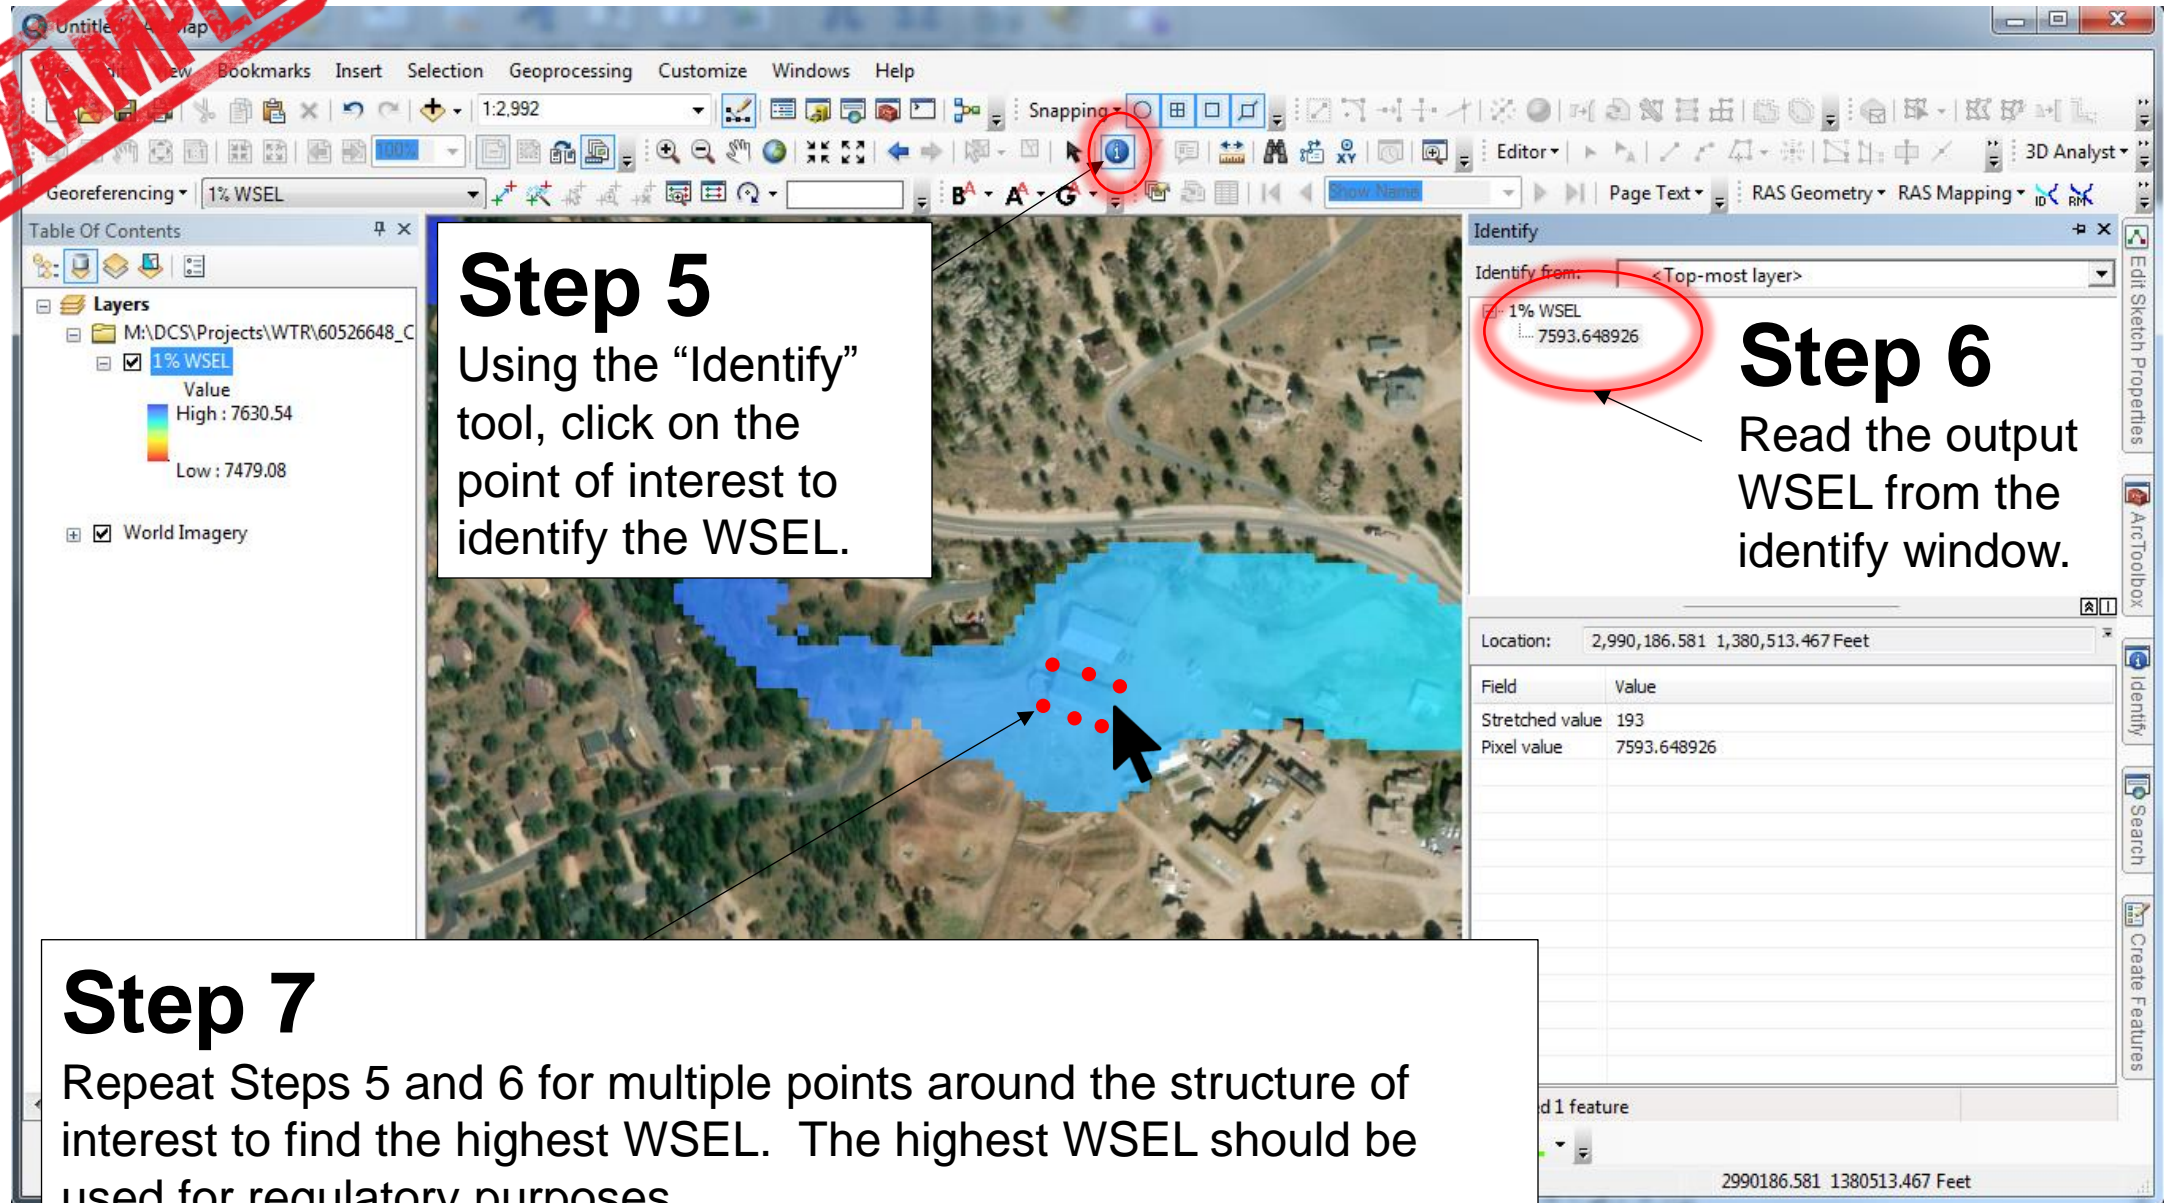 Bookmarks Insert Selection Geoprocessing Customize Windows Help
1:2,992
Snapping
100%
Editor
3D Analyst
Georeferencing
1% WSEL
Show Name
Page Text
RAS Geometry
RAS Mapping
ID
RM
Table Of Contents
Layers
M:\DCS\Projects\WTR\60526648_C
1% WSEL
Value
High : 7630.54
Low : 7479.08
World Imagery
Step 5
Using the “Identify”
tool, click on the
point of interest to
identify the WSEL.
Identify
Identify from: <Top-most layer>
1% WSEL
7593.648926
Step 6
Read the output
WSEL from the
identify window.
Location: 2,990,186.581 1,380,513.467 Feet
Field Value
Stretched value 193
Pixel value 7593.648926
Edit Sketch Properties
ArcToolbox
Identify
Search
Create Features
Step 7
Repeat Steps 5 and 6 for multiple points around the structure of
interest to find the highest WSEL. The highest WSEL should be
used for regulatory purposes
d 1 feature
2990186.581 1380513.467 Feet